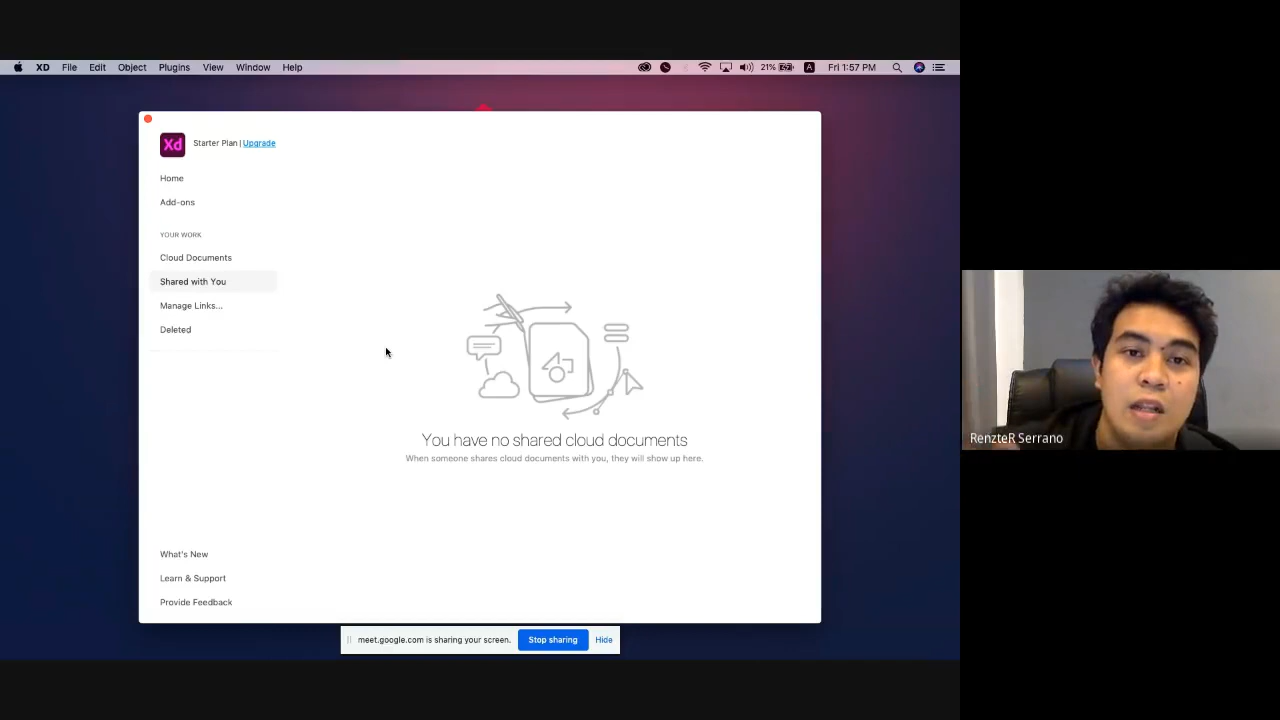 XD File Edit Object Plugins View Window Help
21% A Fri 1:57 PM
Xd Starter Plan | Upgrade
Home
Add-ons
YOUR WORK
Cloud Documents
Shared with You
Manage Links...
Deleted
You have no shared cloud documents
When someone shares cloud documents with you, they will show up here.
What's New
Learn & Support
Provide Feedback
meet.google.com is sharing your screen. Stop sharing Hide
RenzteR Serrano